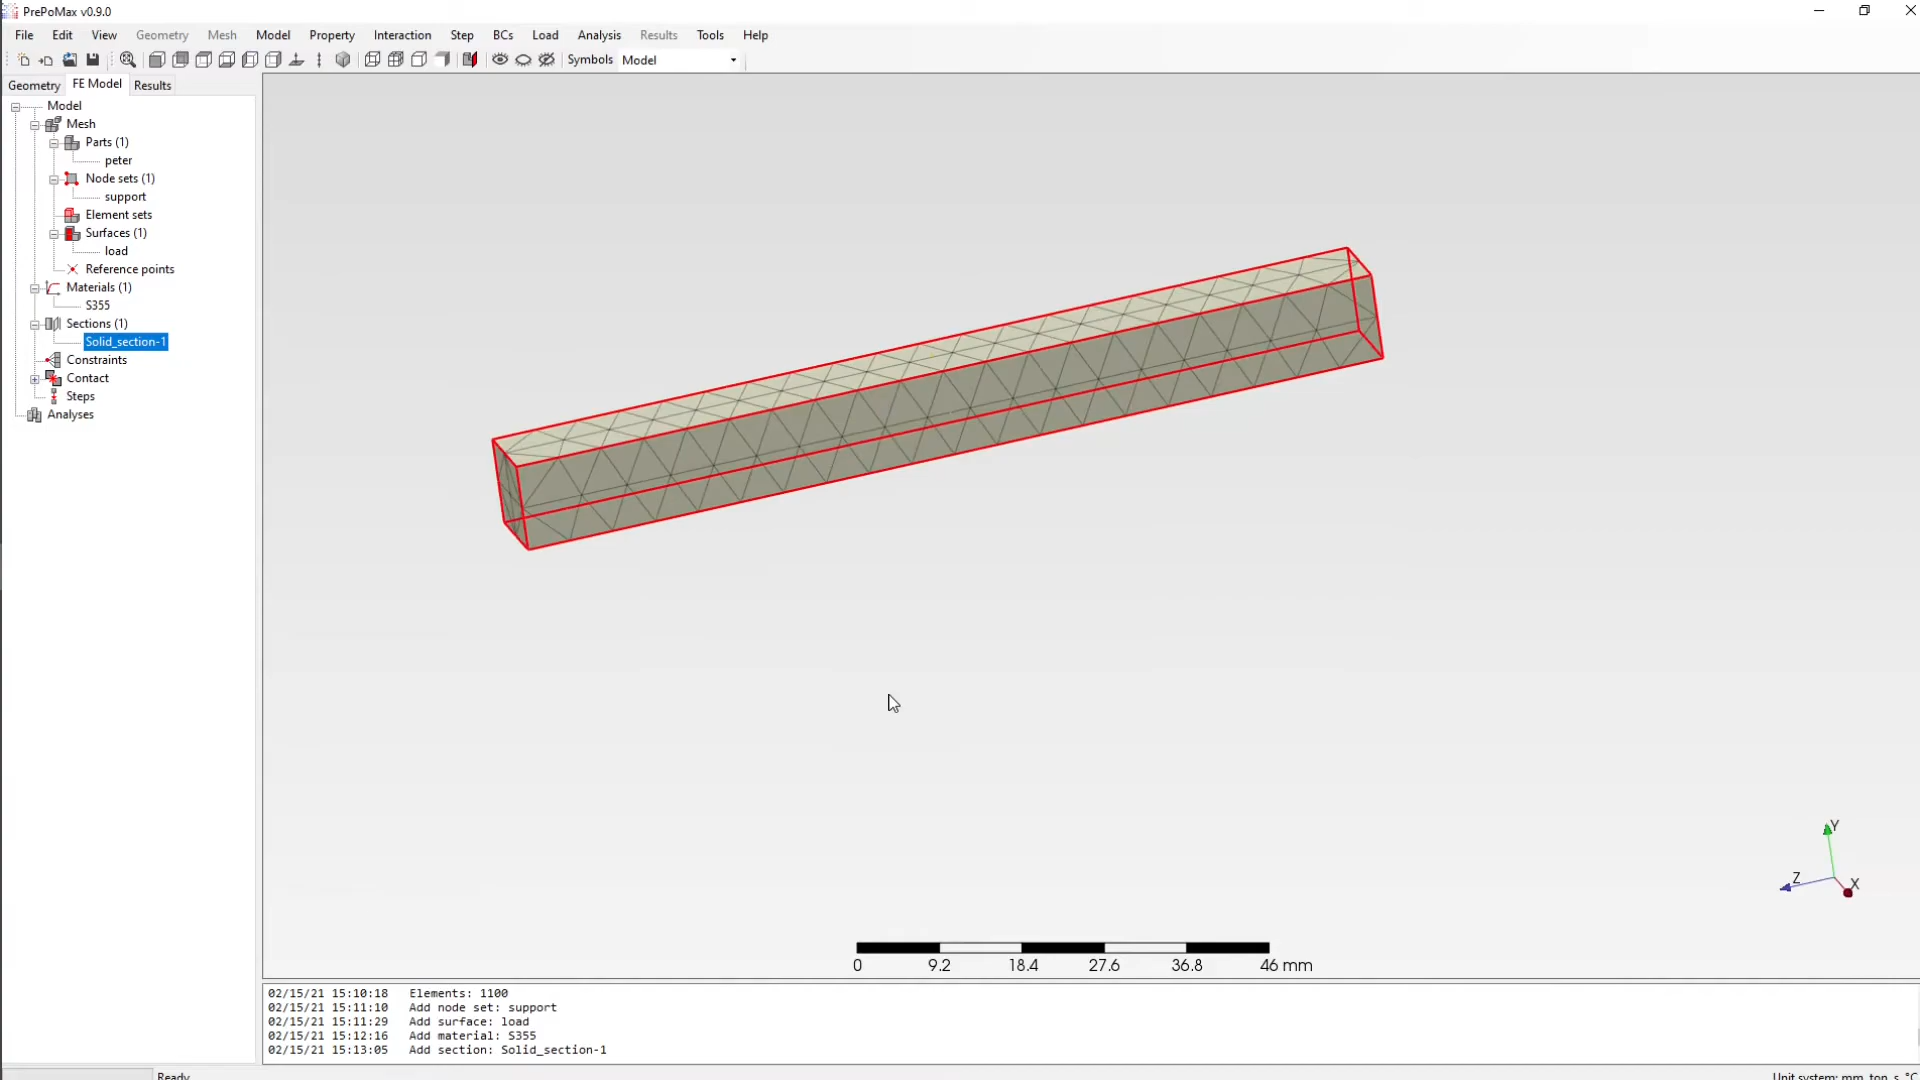 PrePoMax v0.9.0
File Edit View Geometry Mesh Model Property Interaction Step BCs Load Analysis Results Tools Help
Symbols Model
Geometry FE Model Results
Model
Mesh
Parts (1)
peter
Node sets (1)
support
Element sets
Surfaces (1)
load
Reference points
Materials (1)
S355
Sections (1)
Solid_section-1
Constraints
Contact
Steps
Analyses
Y
Z
X
0 9.2 18.4 27.6 36.8 46 mm
02/15/21 15:10:18 Elements: 1100
02/15/21 15:11:10 Add node set: support
02/15/21 15:11:29 Add surface: load
02/15/21 15:12:16 Add material: S355
02/15/21 15:13:05 Add section: Solid_section-1
Ready
Unit system: mm, ton, s, °C